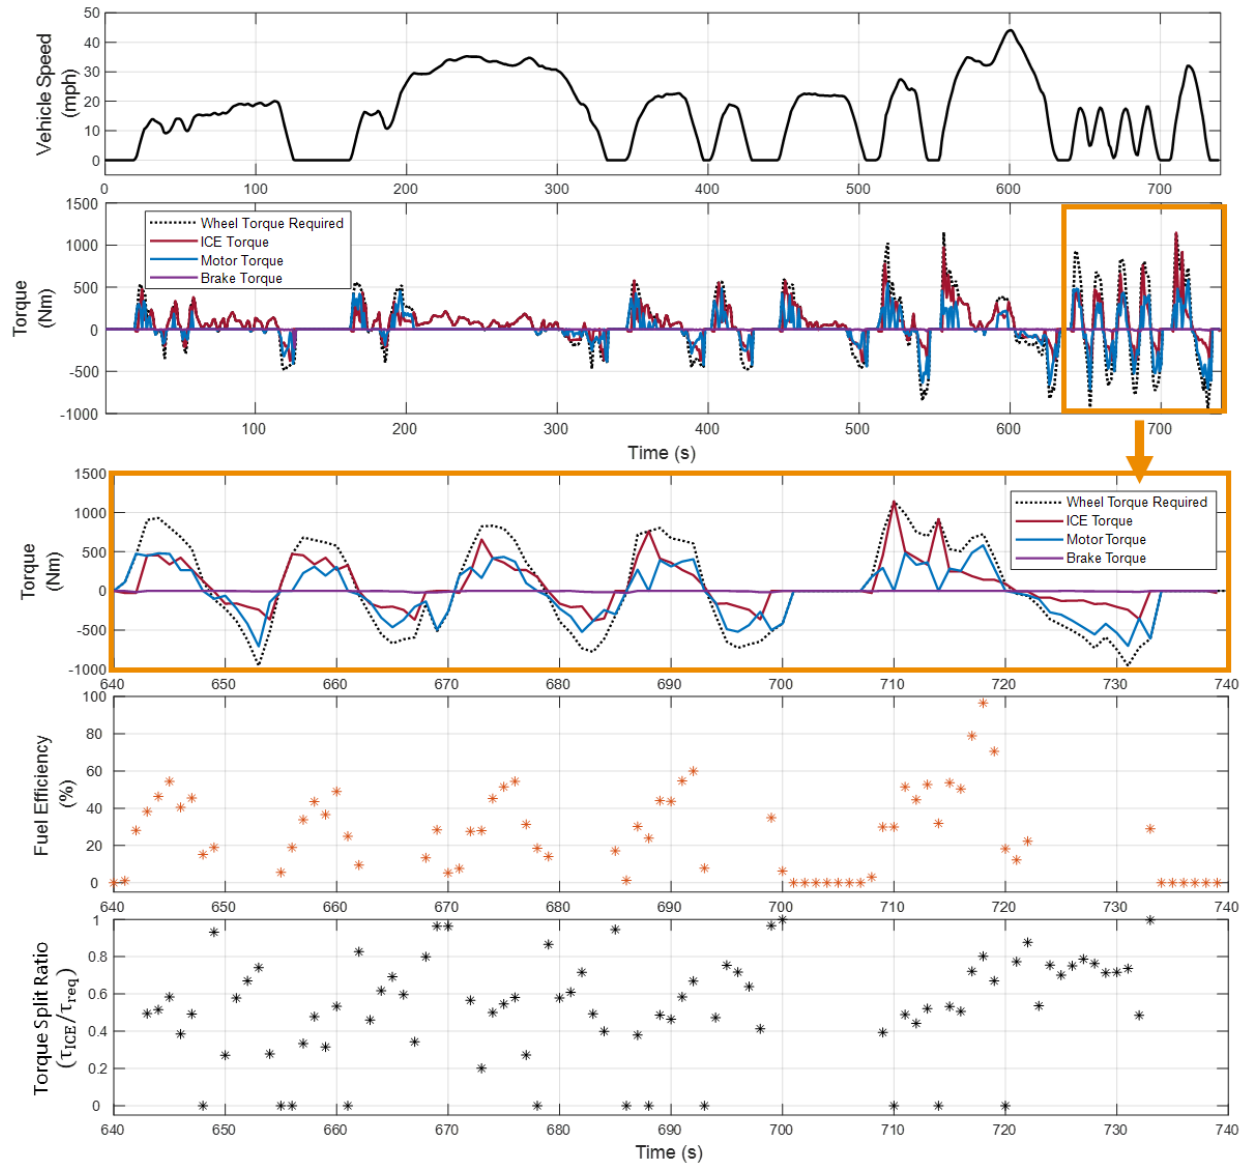 50
40
30
20
10
0
Vehicle Speed
(mph)
0 100 200 300 400 500 600 700
1500
1000
500
0
-500
-1000
Torque
(Nm)
Wheel Torque Required
ICE Torque
Motor Torque
Brake Torque
100 200 300 400 500 600 700
Time (s)
1500
1000
500
0
-500
-1000
Torque
(Nm)
Wheel Torque Required
ICE Torque
Motor Torque
Brake Torque
640 650 660 670 680 690 700 710 720 730 740
100
80
60
40
20
0
Fuel Efficiency
(%)
640 650 660 670 680 690 700 710 720 730 740
1
0.8
0.6
0.4
0.2
0
Torque Split Ratio
(τICE/τreq)
640 650 660 670 680 690 700 710 720 730 740
Time (s)